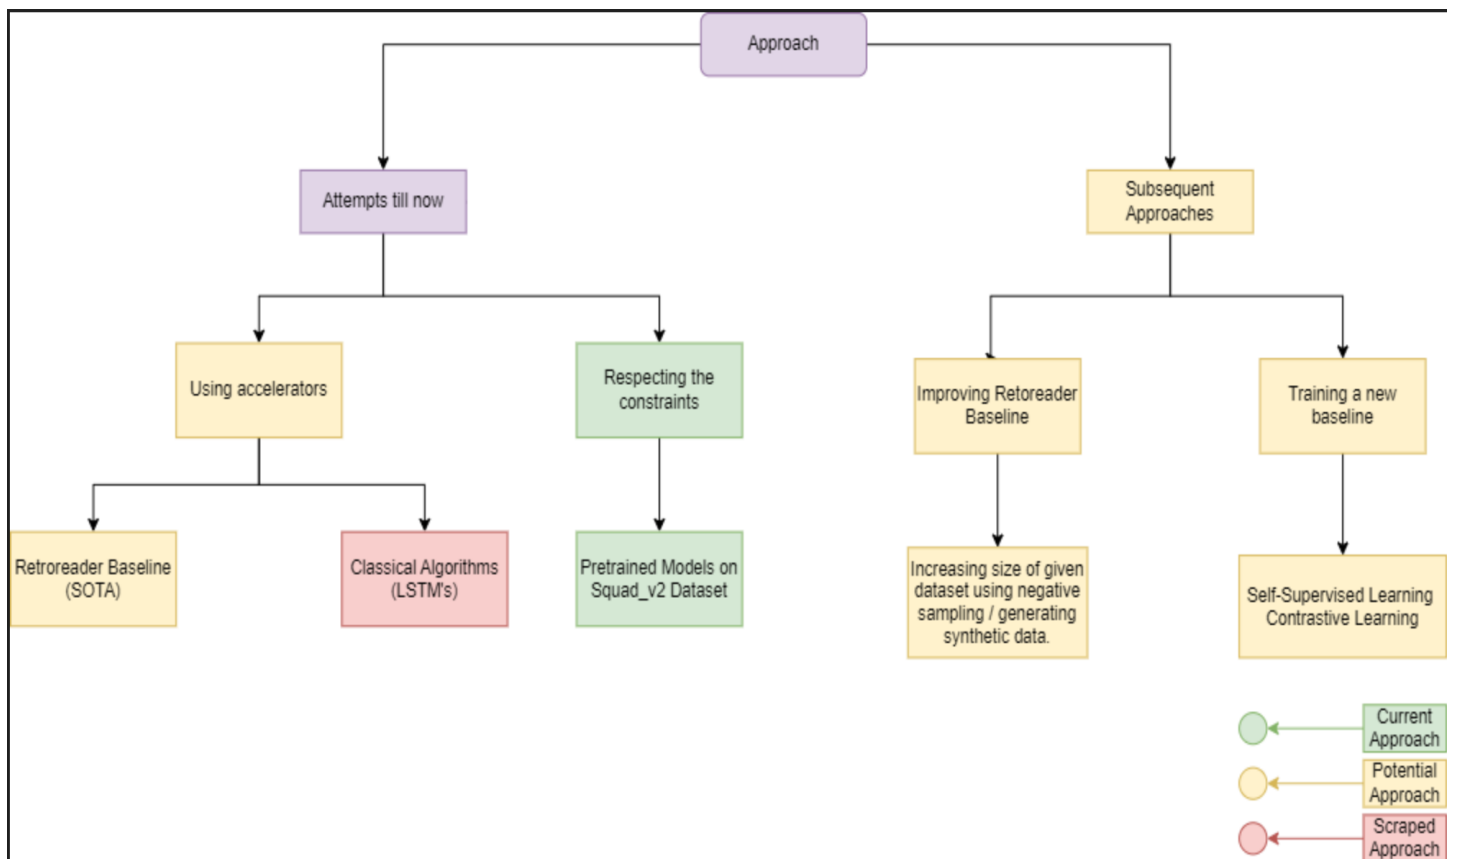 Approach
Attempts till now
Subsequent
Approaches
Using accelerators
Respecting the
constraints
Improving Retoreader
Baseline
Training a new
baseline
Retroreader Baseline
(SOTA)
Classical Algorithms
(LSTM's)
Pretrained Models on
Squad_v2 Dataset
Increasing size of given
dataset using negative
sampling / generating
synthetic data.
Self-Supervised Learning
Contrastive Learning
Current
Approach
Potential
Approach
Scraped
Approach